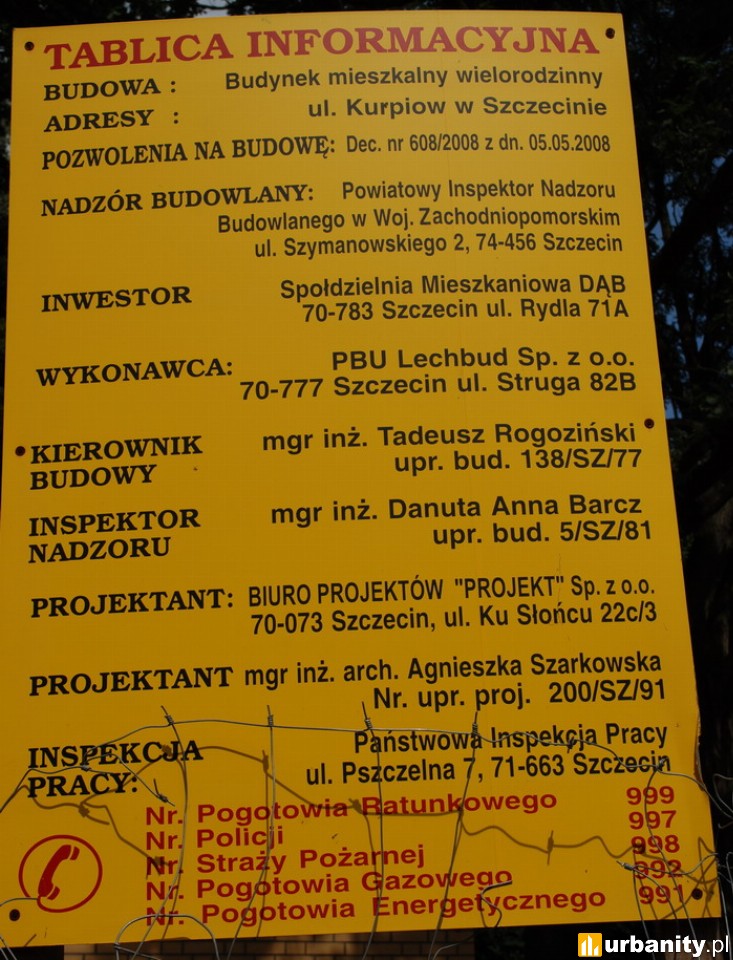 TABLICA INFORMACYJNA
BUDOWA : Budynek mieszkalny wielorodzinny
ADRESY : ul. Kurpiow w Szczecinie
POZWOLENIA NA BUDOWĘ: Dec. nr 608/2008 z dn. 05.05.2008
NADZÓR BUDOWLANY: Powiatowy Inspektor Nadzoru
Budowlanego w Woj. Zachodniopomorskim
ul. Szymanowskiego 2, 74-456 Szczecin
INWESTOR Społdzielnia Mieszkaniowa DĄB
70-783 Szczecin ul. Rydla 71A
WYKONAWCA: PBU Lechbud Sp. z o.o.
70-777 Szczecin ul. Struga 82B
KIEROWNIK mgr inż. Tadeusz Rogoziński
BUDOWY upr. bud. 138/SZ/77
INSPEKTOR mgr inż. Danuta Anna Barcz
NADZORU upr. bud. 5/SZ/81
PROJEKTANT: BIURO PROJEKTÓW "PROJEKT" Sp. z o.o.
70-073 Szczecin, ul. Ku Słońcu 22c/3
PROJEKTANT mgr inż. arch. Agnieszka Szarkowska
Nr. upr. proj. 200/SZ/91
INSPEKCJA Państwowa Inspekcja Pracy
PRACY: ul. Pszczelna 7, 71-663 Szczecin
Nr. Pogotowia Ratunkowego 999
Nr. Policji 997
Nr. Straży Pożarnej 998
Nr. Pogotowia Gazowego 992
Nr. Pogotowia Energetycznego 991
urbanity.pl